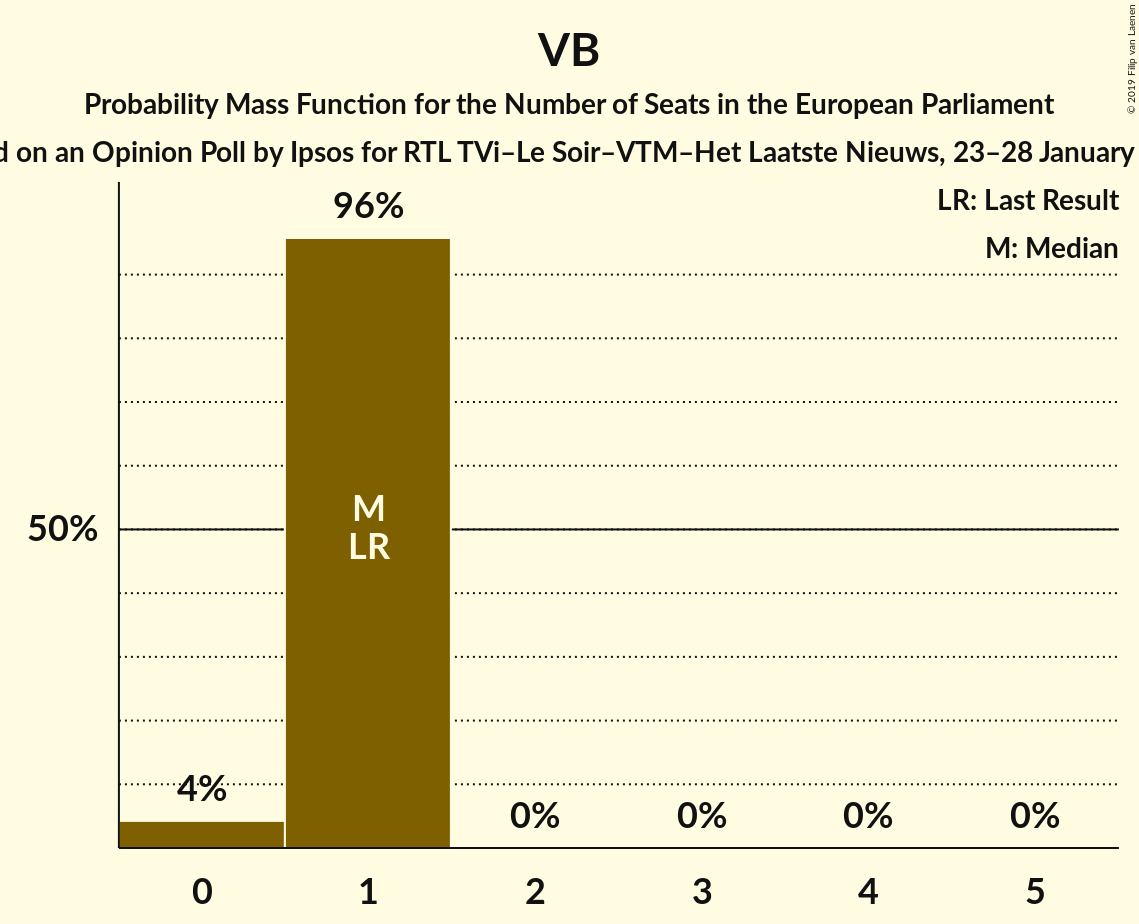 VB
Probability Mass Function for the Number of Seats in the European Parliament
on an Opinion Poll by Ipsos for RTL TVi–Le Soir–VTM–Het Laatste Nieuws, 23–28 January
© 2019 Filip van Laenen
LR: Last Result
M: Median
96%
50%
M
LR
4%
0%
0%
0%
0%
0
1
2
3
4
5